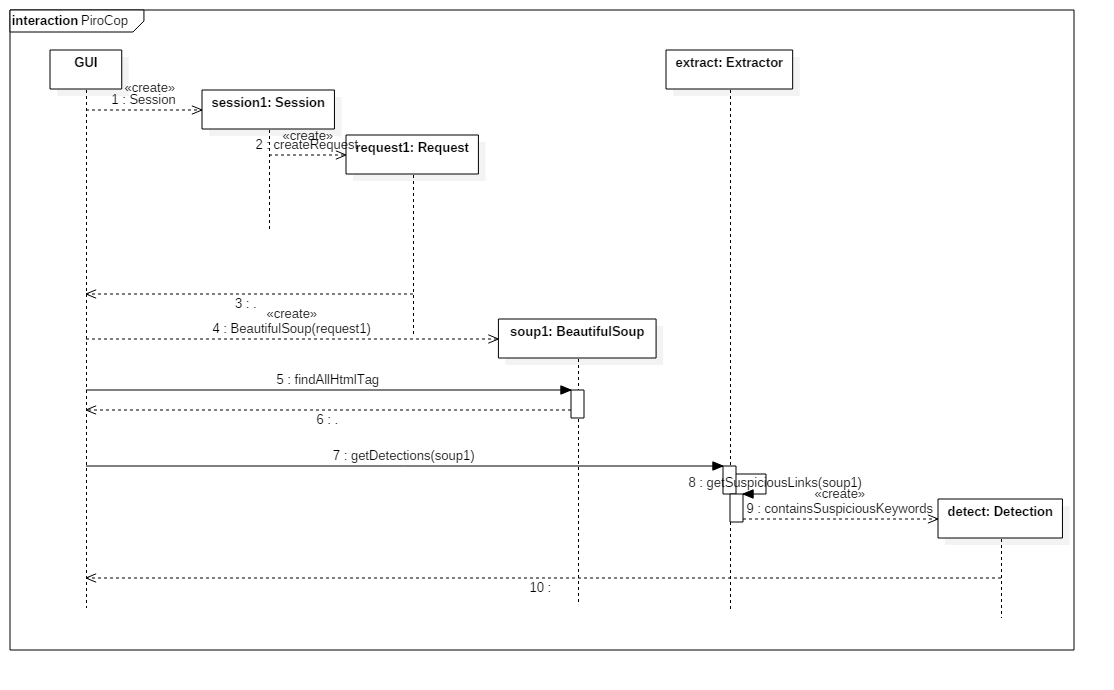 interaction PiroCop
GUI
extract: Extractor
«create»
1 : Session
session1: Session
«create»
2 : createRequest
request1: Request
3 : .
«create»
4 : BeautifulSoup(request1)
soup1: BeautifulSoup
5 : findAllHtmlTag
6 : .
7 : getDetections(soup1)
8 : getSuspiciousLinks(soup1)
«create»
9 : containsSuspiciousKeywords
detect: Detection
10 :